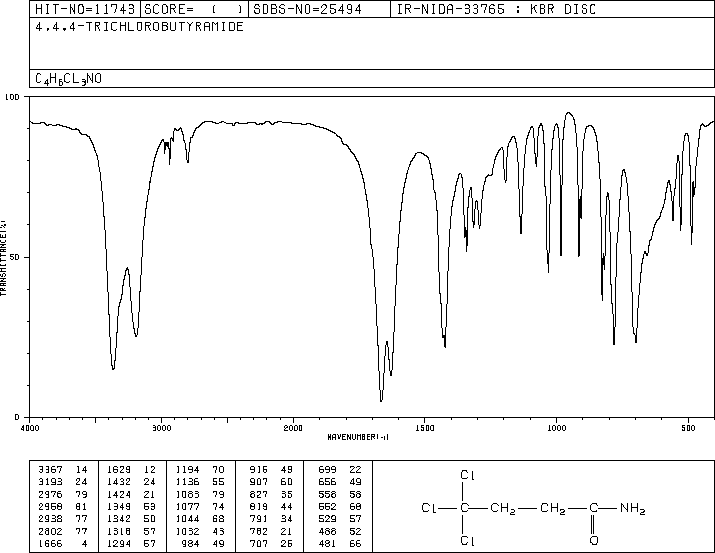 HIT-NO=11743 SCORE= ( ) SDBS-NO=25494 IR-NIDA-33765 : KBR DISC
4,4,4-TRICHLOROBUTYRAMIDE
C4H6CL3NO
TRANSMITTANCE(%)
100
50
0
4000 3000 2000 1500 1000 500
WAVENUMBER(-1)
3367 14 1629 12 1194 70 916 49 699 22
3193 24 1432 24 1136 55 907 60 656 49
2976 79 1424 21 1083 79 827 35 558 58
2958 81 1349 53 1077 74 819 44 552 68
2938 77 1342 50 1044 68 791 34 529 57
2802 77 1318 57 1032 43 782 21 488 52
1666 4 1294 57 984 49 707 26 481 66
Cl
Cl—C—CH2—CH2—C—NH2
Cl O